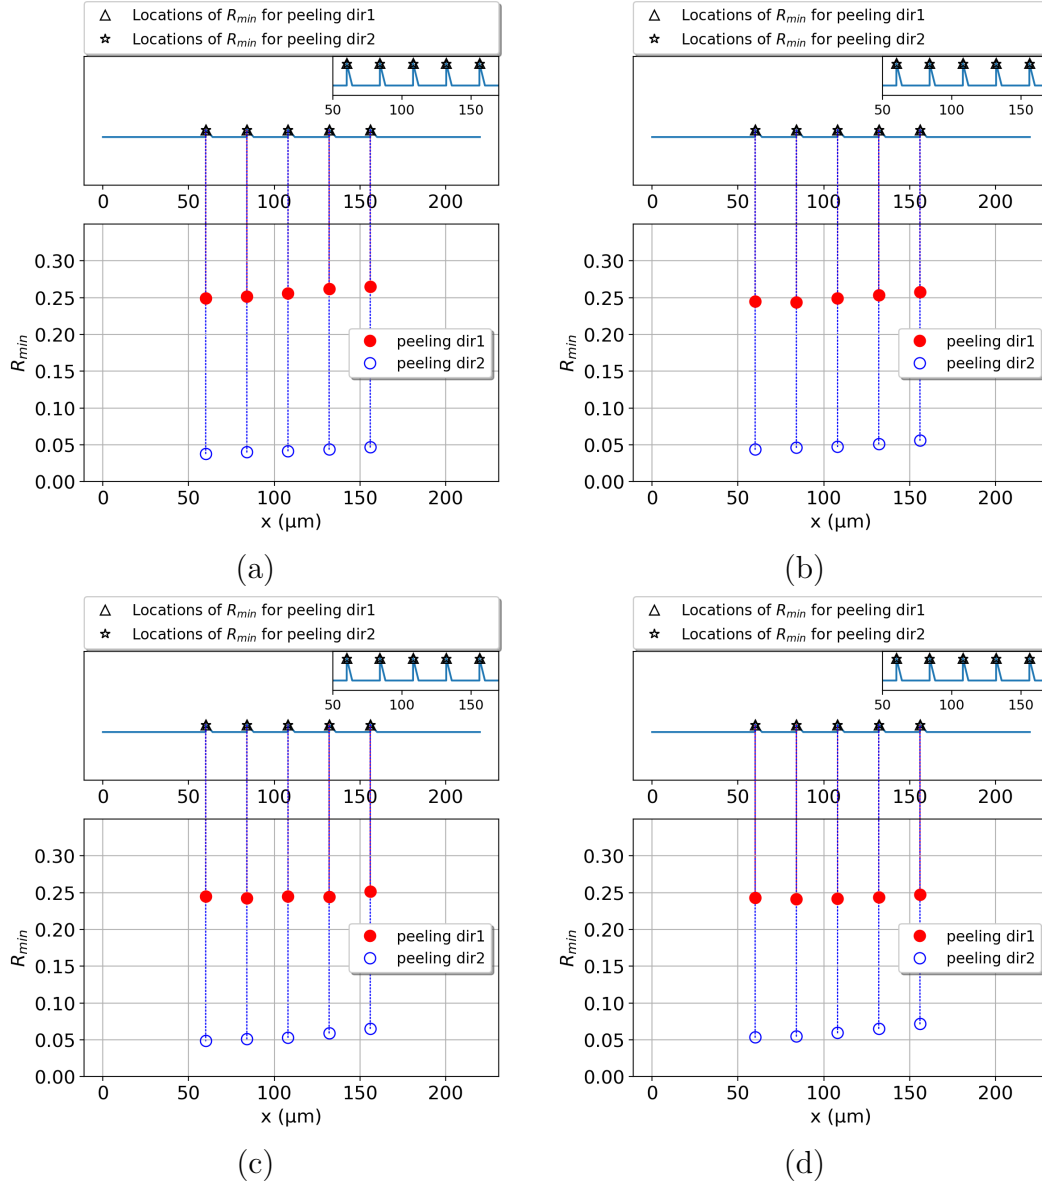 Locations of R_min for peeling dir1
Locations of R_min for peeling dir2
50 100 150
0 50 100 150 200
0.30
0.25
0.20
0.15
0.10
0.05
0.00
R_min
peeling dir1
peeling dir2
0 50 100 150 200
x (μm)
(a)
Locations of R_min for peeling dir1
Locations of R_min for peeling dir2
50 100 150
0 50 100 150 200
0.30
0.25
0.20
0.15
0.10
0.05
0.00
R_min
peeling dir1
peeling dir2
0 50 100 150 200
x (μm)
(b)
Locations of R_min for peeling dir1
Locations of R_min for peeling dir2
50 100 150
0 50 100 150 200
0.30
0.25
0.20
0.15
0.10
0.05
0.00
R_min
peeling dir1
peeling dir2
0 50 100 150 200
x (μm)
(c)
Locations of R_min for peeling dir1
Locations of R_min for peeling dir2
50 100 150
0 50 100 150 200
0.30
0.25
0.20
0.15
0.10
0.05
0.00
R_min
peeling dir1
peeling dir2
0 50 100 150 200
x (μm)
(d)